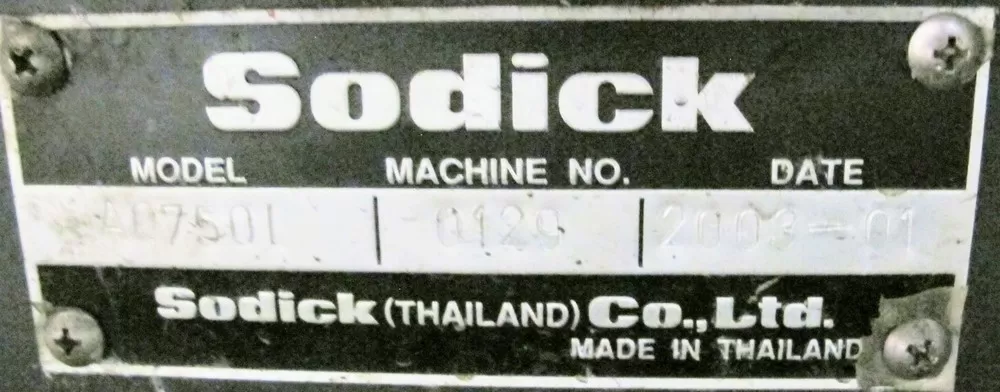 Sodick
MODEL MACHINE NO. DATE
0129 2003-01
Sodick (THAILAND) Co., Ltd.
MADE IN THAILAND